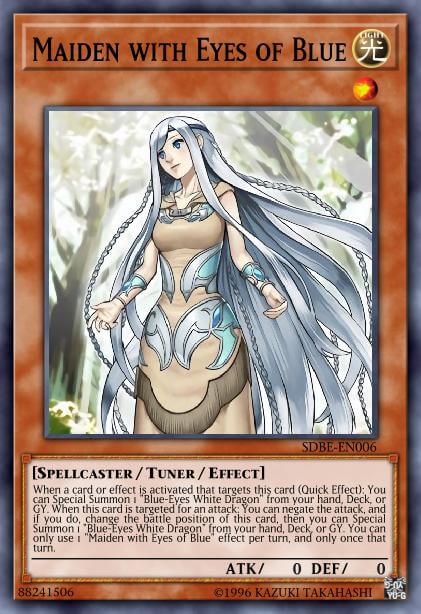 MAIDEN WITH EYES OF BLUE
LIGHT
光
SDBE-EN006
[SPELLCASTER / TUNER / EFFECT]
When a card or effect is activated that targets this card (Quick Effect): You
can Special Summon 1 "Blue-Eyes White Dragon" from your hand, Deck, or
GY. When this card is targeted for an attack: You can negate the attack, and
if you do, change the battle position of this card, then you can Special
Summon 1 "Blue-Eyes White Dragon" from your hand, Deck, or GY. You can
only use 1 "Maiden with Eyes of Blue" effect per turn, and only once that
turn.
ATK/ 0 DEF/ 0
88241506
©1996 KAZUKI TAKAHASHI